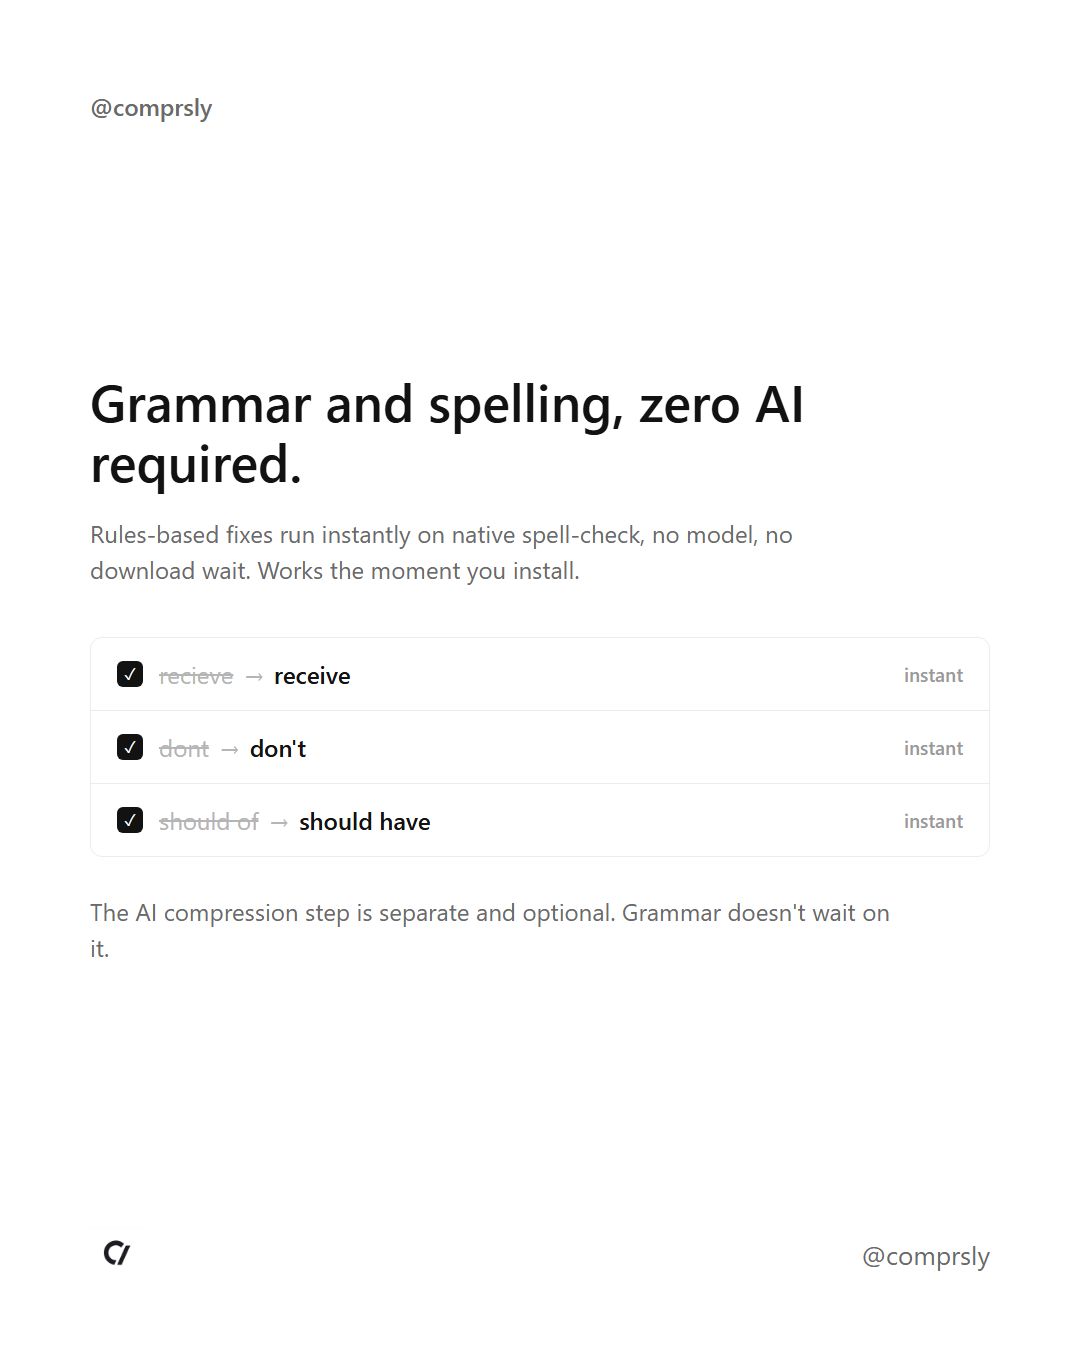 @comprsly
Grammar and spelling, zero AI
required.
Rules-based fixes run instantly on native spell-check, no model, no
download wait. Works the moment you install.
✓ recieve → receive instant
✓ dont → don't instant
✓ should of → should have instant
The AI compression step is separate and optional. Grammar doesn't wait on
it.
@comprsly